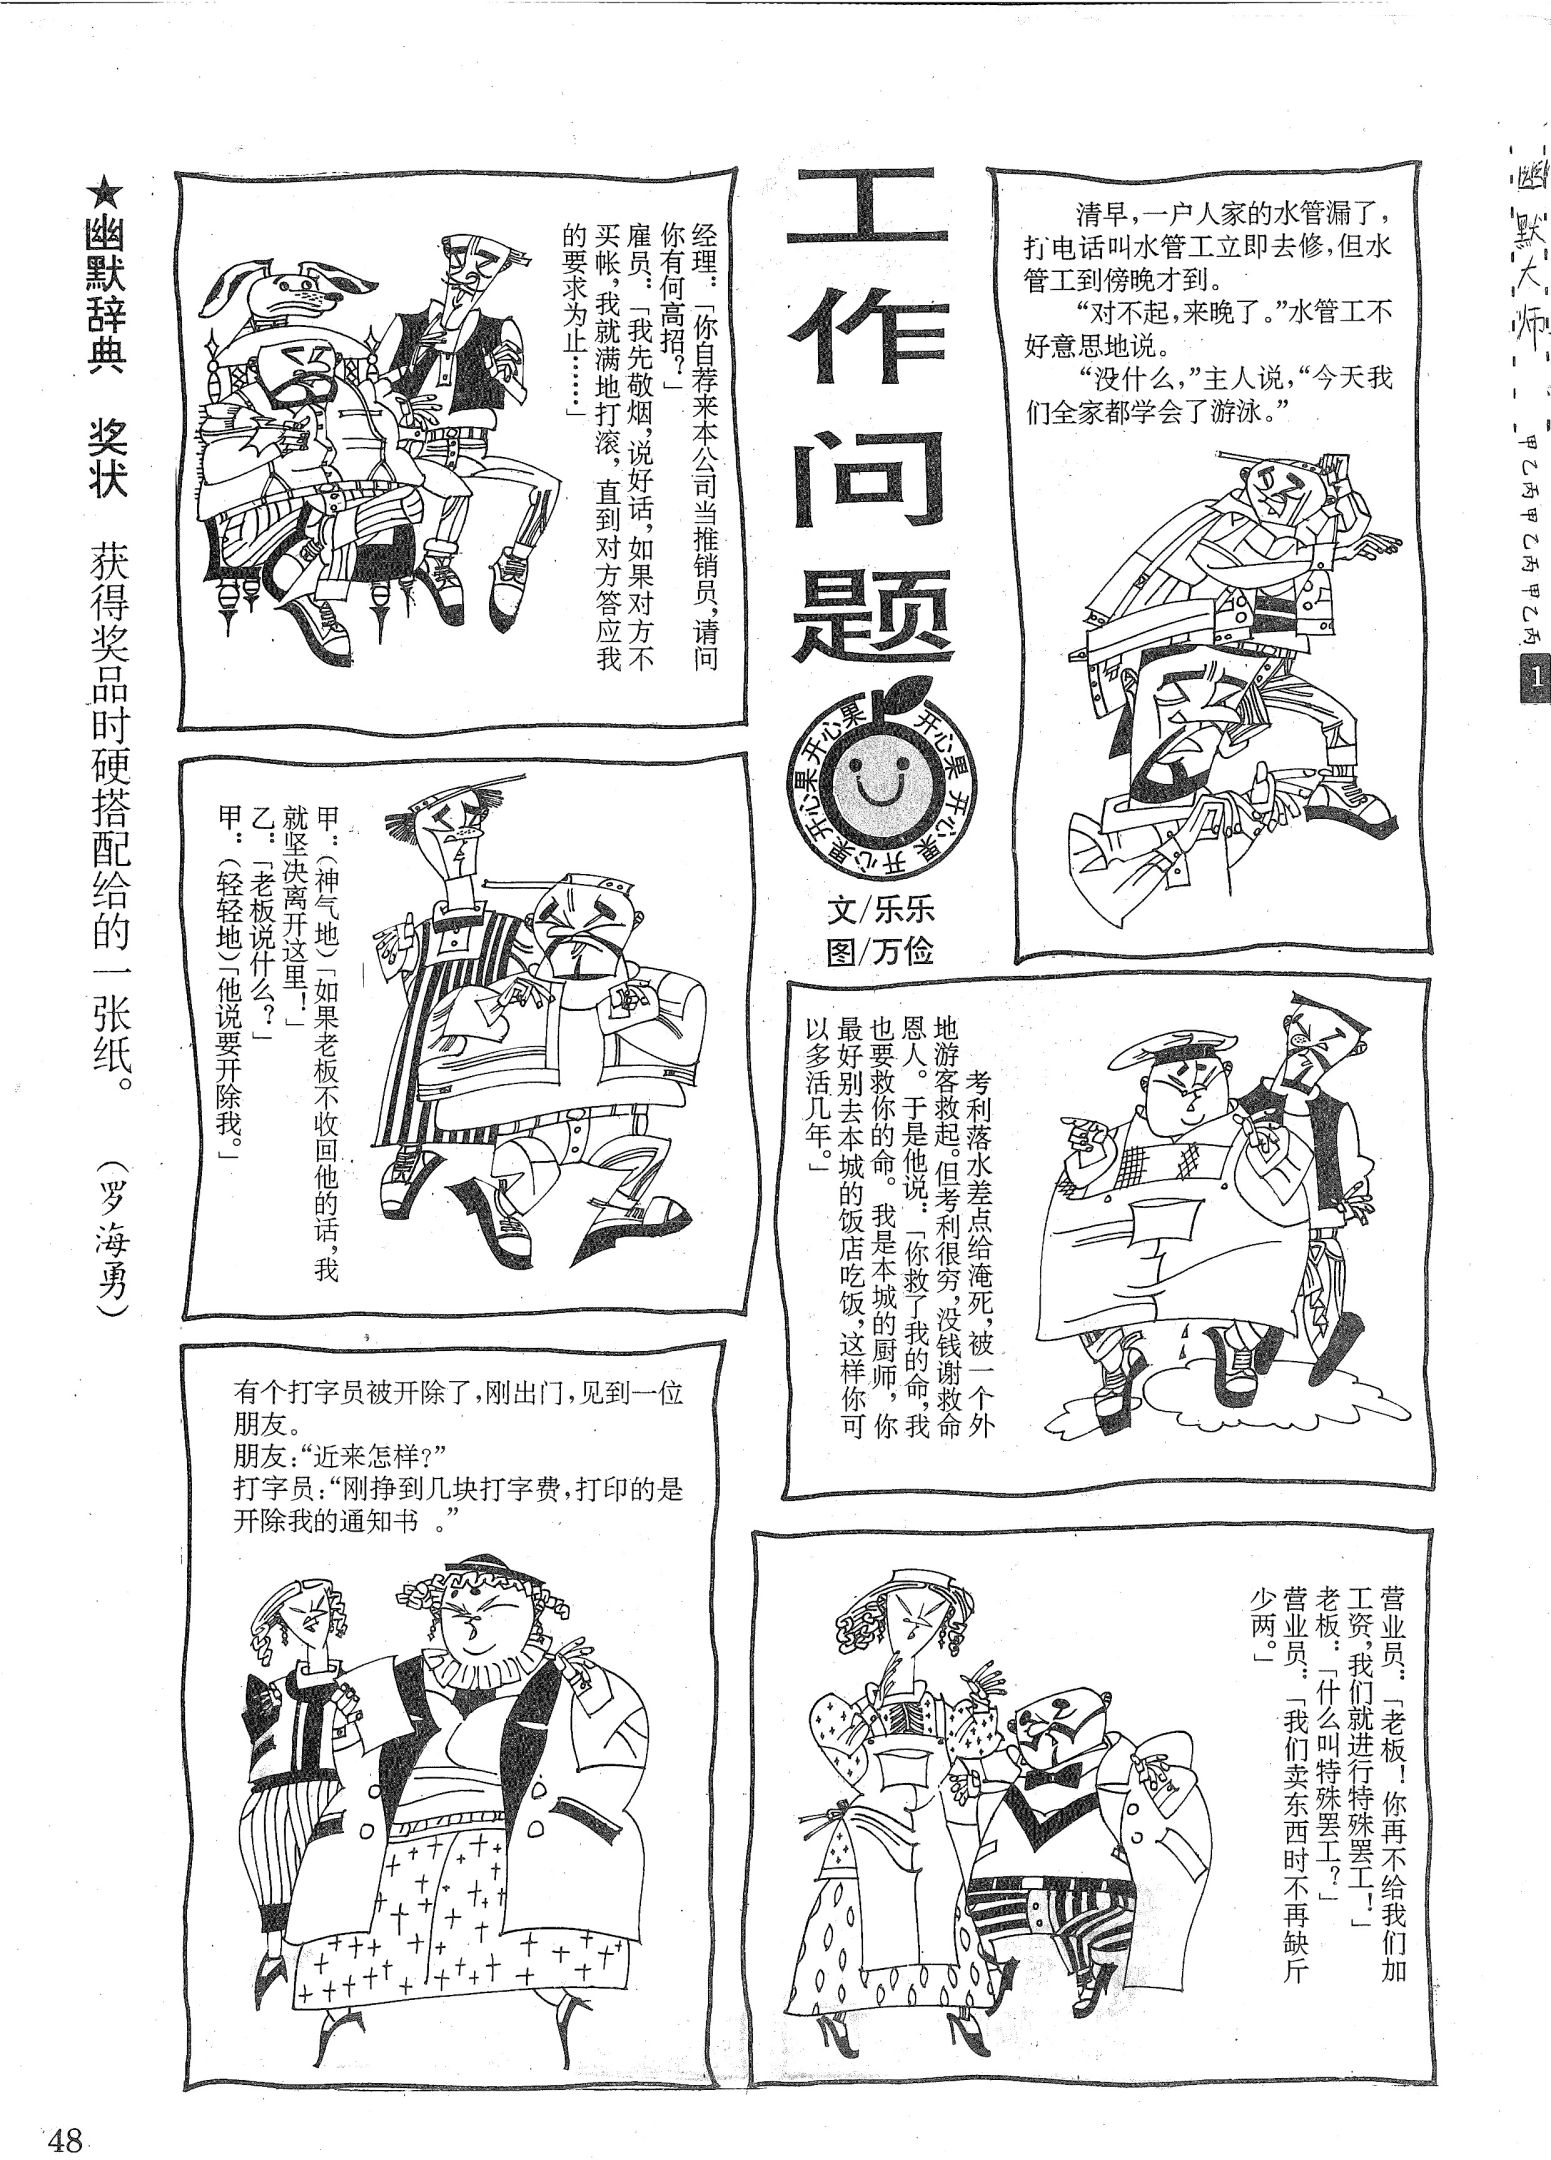 幽默大师
甲乙丙甲乙丙甲乙丙
1
工作问题
开心果 开心果 开心果 开心果 开心果
文/乐乐
图/万俭
清早，一户人家的水管漏了，
打电话叫水管工立即去修，但水
管工到傍晚才到。
“对不起，来晚了。”水管工不
好意思地说。
“没什么，”主人说，“今天我
们全家都学会了游泳。”
经理：「你自荐来本公司当推销员，请问
你有何高招？」
雇员：「我先敬烟，说好话，如果对方不
买帐，我就满地打滚，直到对方答应我
的要求为止……」
甲：（神气地）「如果老板不收回他的话，我
就坚决离开这里！」
乙：「老板说什么？」
甲：（轻轻地）「他说要开除我。」
考利落水差点给淹死，被一个外
地游客救起。但考利很穷，没钱谢救命
恩人。于是他说：「你救了我的命，我
也要救你的命。我是本城的厨师，你
最好别去本城的饭店吃饭，这样你可
以多活几年。」
有个打字员被开除了，刚出门，见到一位
朋友。
朋友：“近来怎样？”
打字员：“刚挣到几块打字费，打印的是
开除我的通知书 。”
营业员：「老板！你再不给我们加
工资，我们就进行特殊罢工！」
老板：「什么叫特殊罢工？」
营业员：「我们卖东西时不再缺斤
少两。」
★幽默辞典 奖状 获得奖品时硬搭配给的一张纸。 （罗海勇）
48